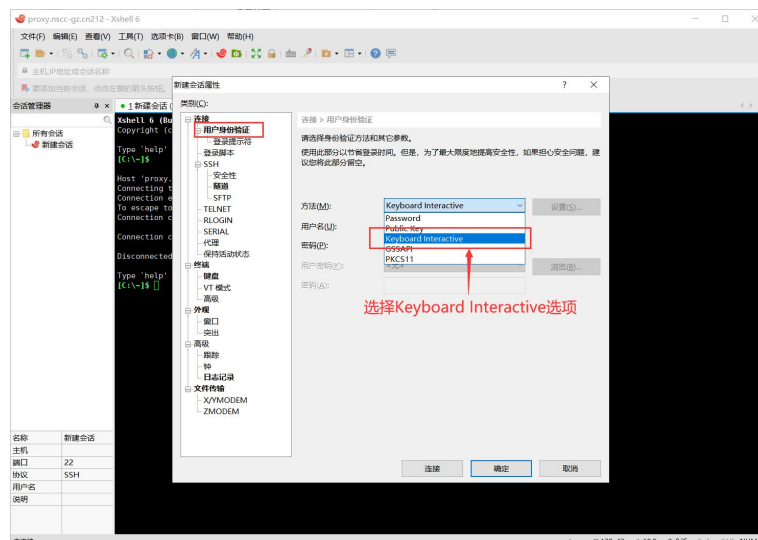 proxy.nscc-gz.cn212 - Xshell 6
文件(F) 编辑(E) 查看(V) 工具(T) 选项卡(B) 窗口(W) 帮助(H)
主机,IP地址或会话名称
要添加当前会话，点击左侧的箭头按钮。
会话管理器
1 新建会话
所有会话
新建会话
Xshell 6 (Bu
Copyright (c
Type `help'
[C:\~]$
Host 'proxy.
Connecting t
Connection e
To escape to
Connection c
Connection c
Disconnected
Type `help'
[C:\~]$
名称 新建会话
主机
端口 22
协议 SSH
用户名
说明
新建会话属性
类别(C):
连接
用户身份验证
登录提示符
登录脚本
SSH
安全性
隧道
SFTP
TELNET
RLOGIN
SERIAL
代理
保持活动状态
终端
键盘
VT 模式
高级
外观
窗口
突出
高级
跟踪
钟
日志记录
文件传输
X/YMODEM
ZMODEM
连接 > 用户身份验证
请选择身份验证方法和其它参数。
使用此部分以节省登录时间。但是，为了最大限度地提高安全性，如果担心安全问题，建
议您将此部分留空。
方法(M): Keyboard Interactive 设置(S)...
Password
用户名(U): Public Key
Keyboard Interactive
密码(P): GSSAPI
PKCS11
用户密钥(K): <无> 浏览(B)...
密码(A):
选择Keyboard Interactive选项
连接 确定 取消